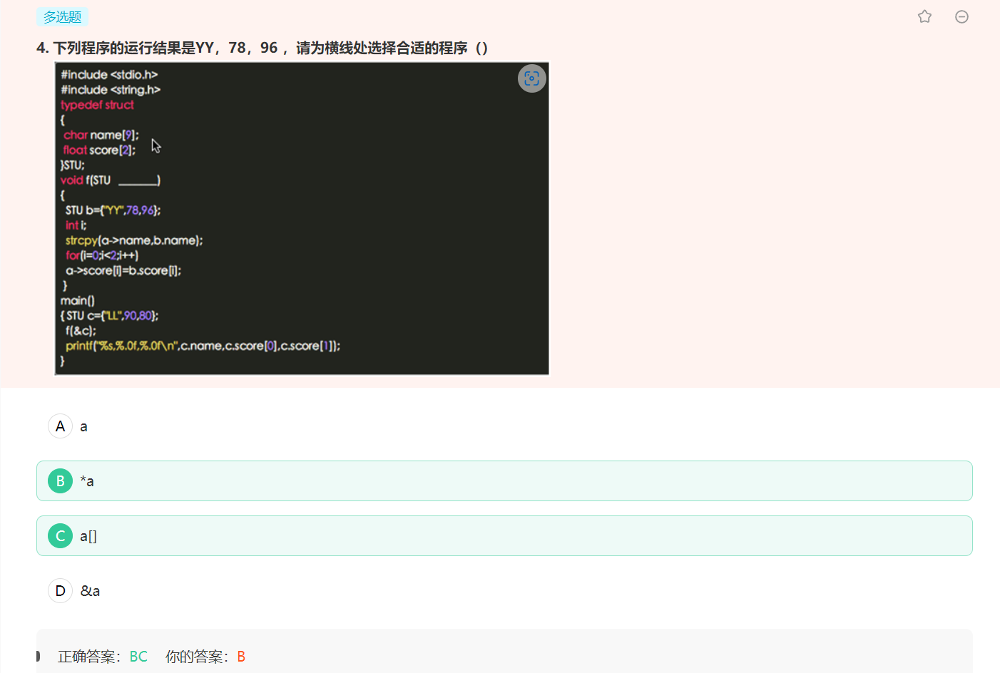 多选题
4. 下列程序的运行结果是YY，78，96 ，请为横线处选择合适的程序（）
#include <stdio.h>
#include <string.h>
typedef struct
{
char name[9];
float score[2];
}STU;
void f(STU ______)
{
STU b={"YY",78,96};
int i;
strcpy(a->name,b.name);
for(i=0;i<2;i++)
a->score[i]=b.score[i];
}
main()
{ STU c={"LL",90,80};
f(&c);
printf("%s,%.0f,%.0f\n",c.name,c.score[0],c.score[1]);
}
A a
B *a
C a[]
D &a
正确答案：BC 你的答案：B